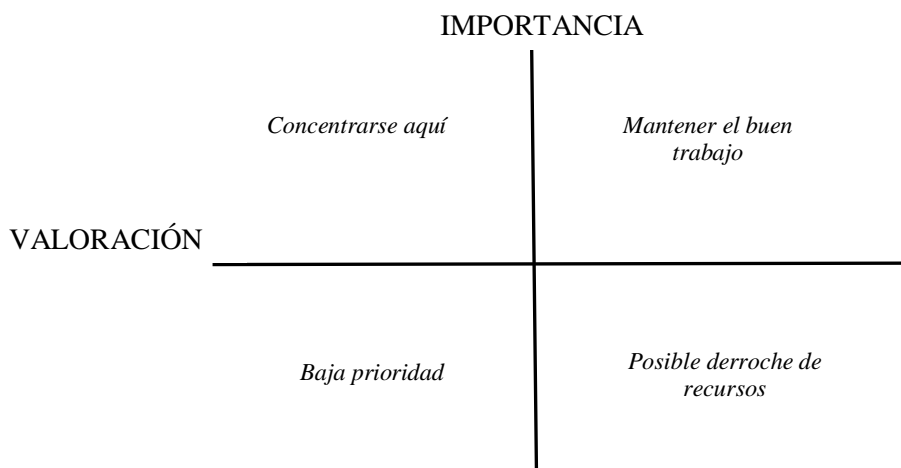 IMPORTANCIA
Concentrarse aquí
Mantener el buen
trabajo
VALORACIÓN
Baja prioridad
Posible derroche de
recursos